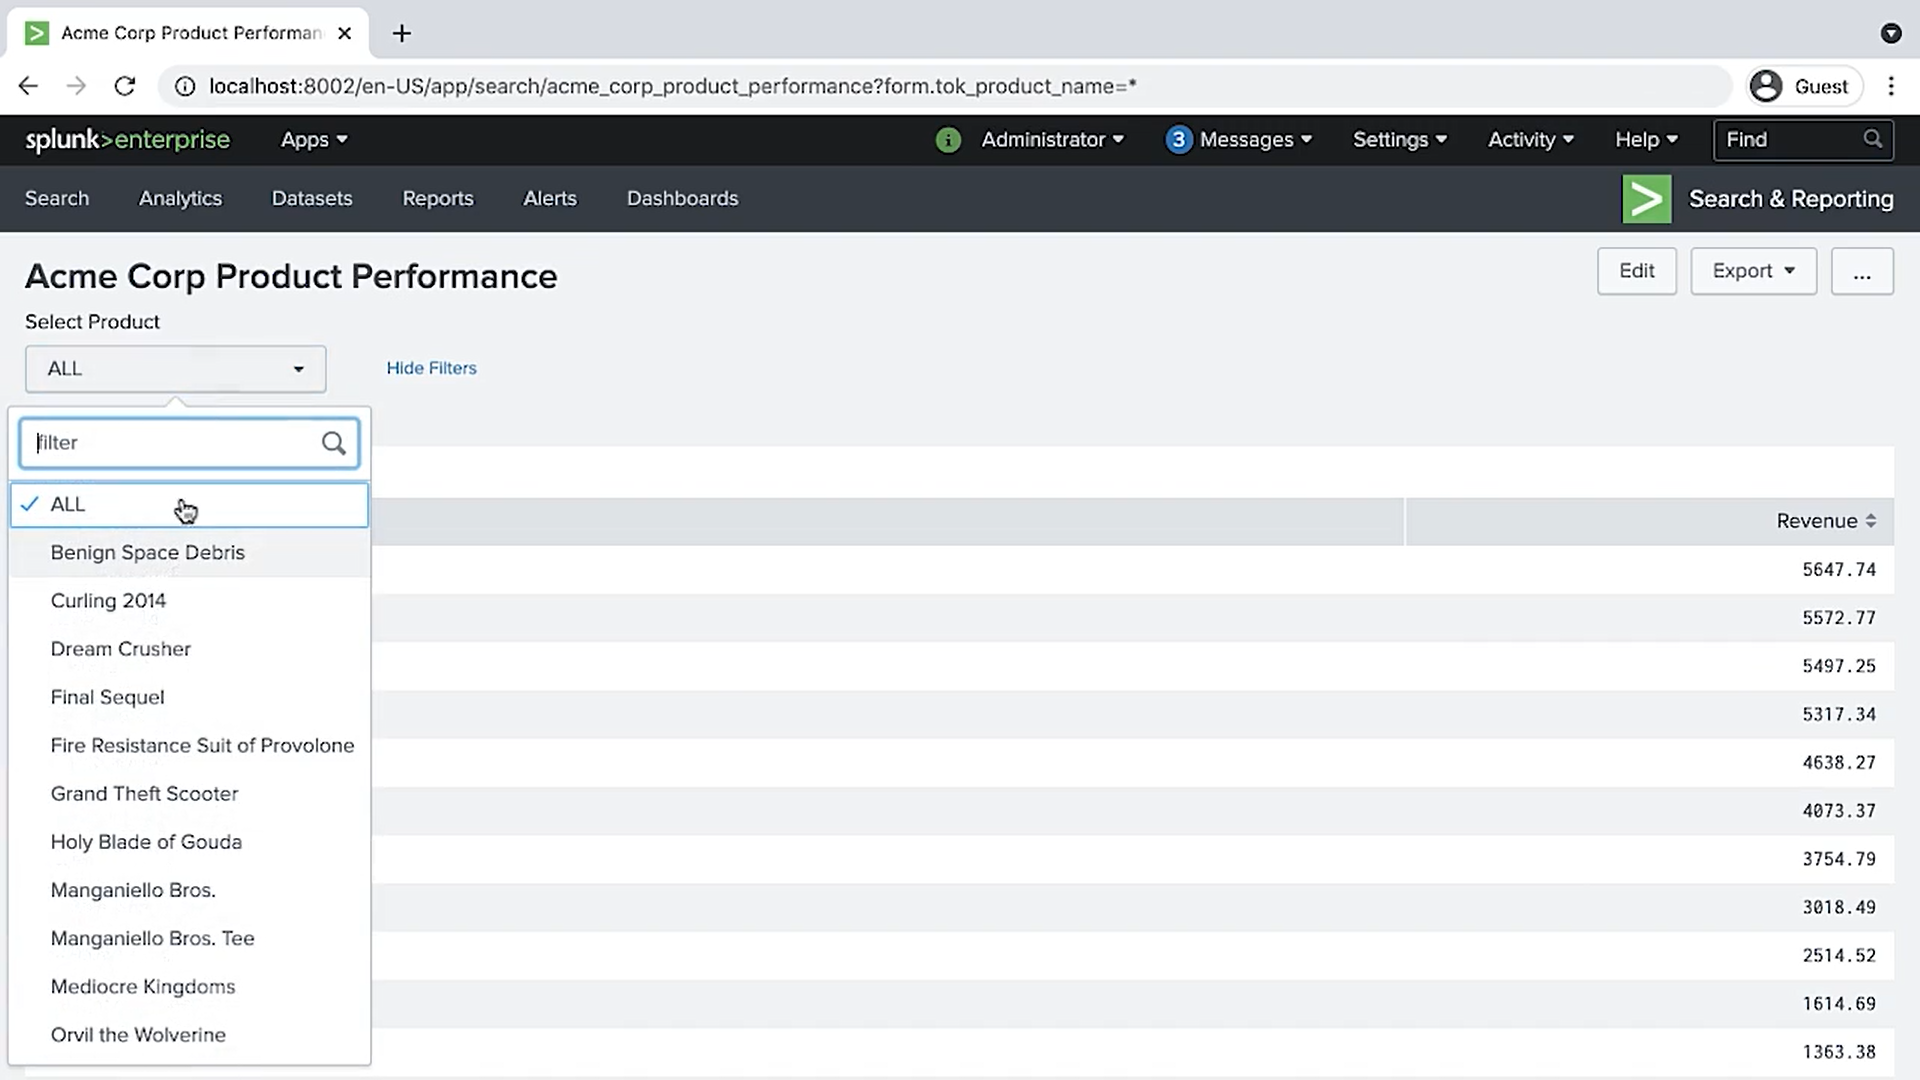 Acme Corp Product Performan
localhost:8002/en-US/app/search/acme_corp_product_performance?form.tok_product_name=*
Guest
splunk>enterprise Apps i Administrator 3 Messages Settings Activity Help Find
Search Analytics Datasets Reports Alerts Dashboards > Search & Reporting
Acme Corp Product Performance
Edit Export ...
Select Product
ALL Hide Filters
filter
ALL
Revenue
Benign Space Debris
5647.74
Curling 2014
5572.77
Dream Crusher
5497.25
Final Sequel
5317.34
Fire Resistance Suit of Provolone
4638.27
Grand Theft Scooter
4073.37
Holy Blade of Gouda
3754.79
Manganiello Bros.
3018.49
Manganiello Bros. Tee
2514.52
Mediocre Kingdoms
1614.69
Orvil the Wolverine
1363.38